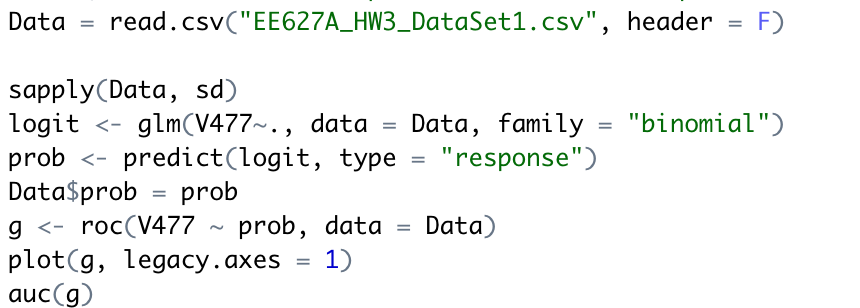 Data = read.csv("EE627A_HW3_DataSet1.csv", header = F)
sapply(Data, sd)
logit <- glm(V477~., data = Data, family = "binomial")
prob <- predict(logit, type = "response")
Data$prob = prob
g <- roc(V477 ~ prob, data = Data)
plot(g, legacy.axes = 1)
auc(g)